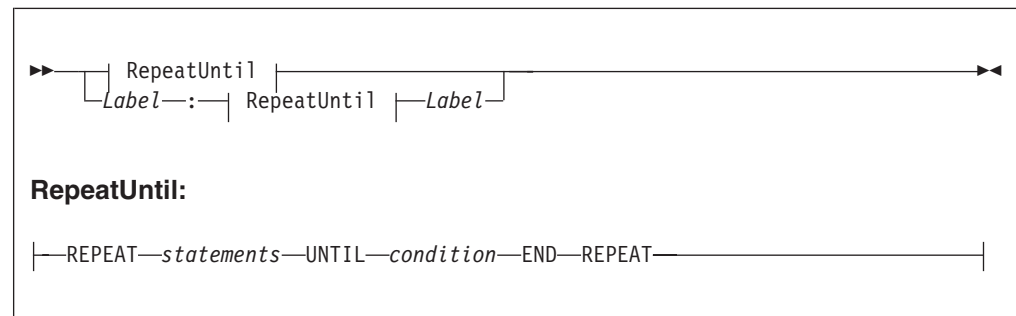 RepeatUntil
Label : RepeatUntil Label
RepeatUntil:
REPEAT statements UNTIL condition END REPEAT